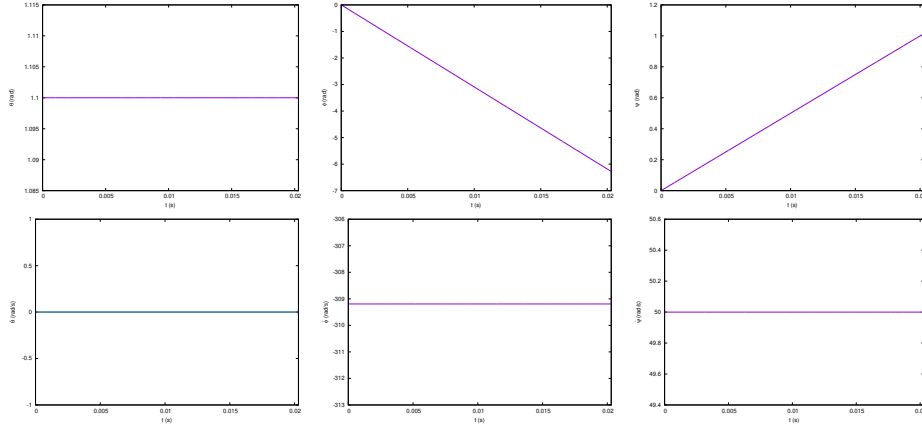 1.115
1.11
1.105
1.1
1.095
1.09
1.085
θ (rad)
0 0.005 0.01 0.015 0.02
t (s)
0
-1
-2
-3
-4
-5
-6
-7
ϕ (rad)
0 0.005 0.01 0.015 0.02
t (s)
1.2
1
0.8
0.6
0.4
0.2
0
ψ (rad)
0 0.005 0.01 0.015 0.02
t (s)
1
0.5
0
-0.5
-1
θ̇ (rad/s)
0 0.005 0.01 0.015 0.02
t (s)
-306
-307
-308
-309
-310
-311
-312
-313
ϕ̇ (rad/s)
0 0.005 0.01 0.015 0.02
t (s)
50.6
50.4
50.2
50
49.8
49.6
49.4
ψ̇ (rad/s)
0 0.005 0.01 0.015 0.02
t (s)